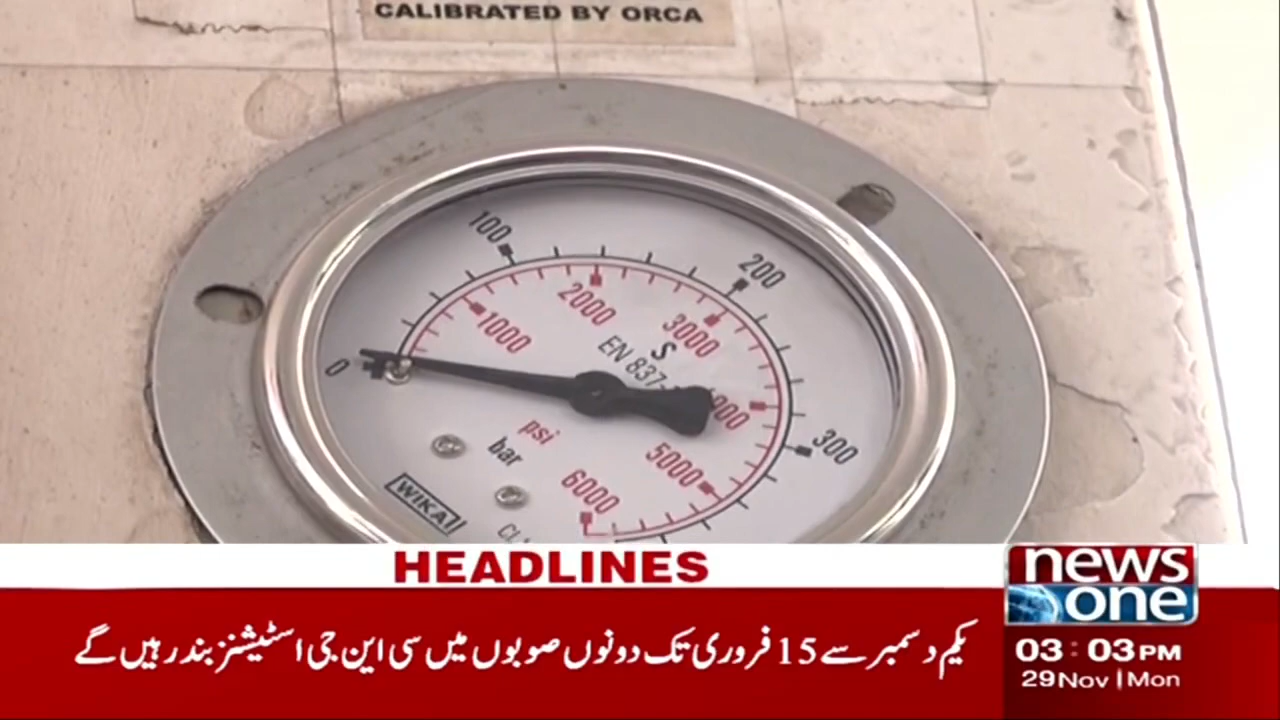 CALIBRATED BY ORCA
100
200
0
2000
1000
3000
S
EN 837-
300
psi
bar
5000
6000
WIKA
HEADLINES
news one
یکم دسمبر سے 15 فروری تک دونوں صوبوں میں سی این جی اسٹیشنز بند رہیں گے
03:03 PM
29Nov | Mon